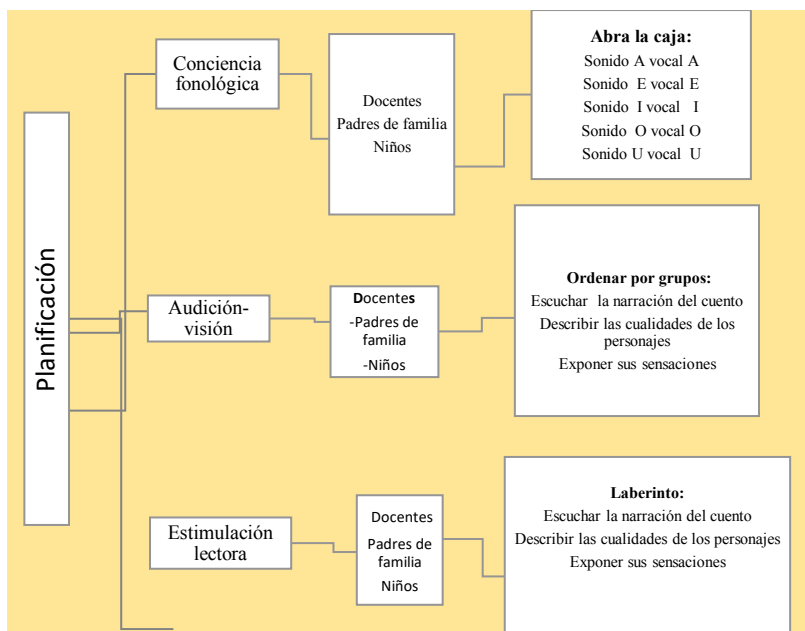 Planificación
Conciencia
fonológica
Docentes
Padres de familia
Niños
Abra la caja:
Sonido A vocal A
Sonido E vocal E
Sonido I vocal I
Sonido O vocal O
Sonido U vocal U
Audición-
visión
Docentes
-Padres de
familia
-Niños
Ordenar por grupos:
Escuchar la narración del cuento
Describir las cualidades de los
personajes
Exponer sus sensaciones
Estimulación
lectora
Docentes
Padres de
familia
Niños
Laberinto:
Escuchar la narración del cuento
Describir las cualidades de los personajes
Exponer sus sensaciones